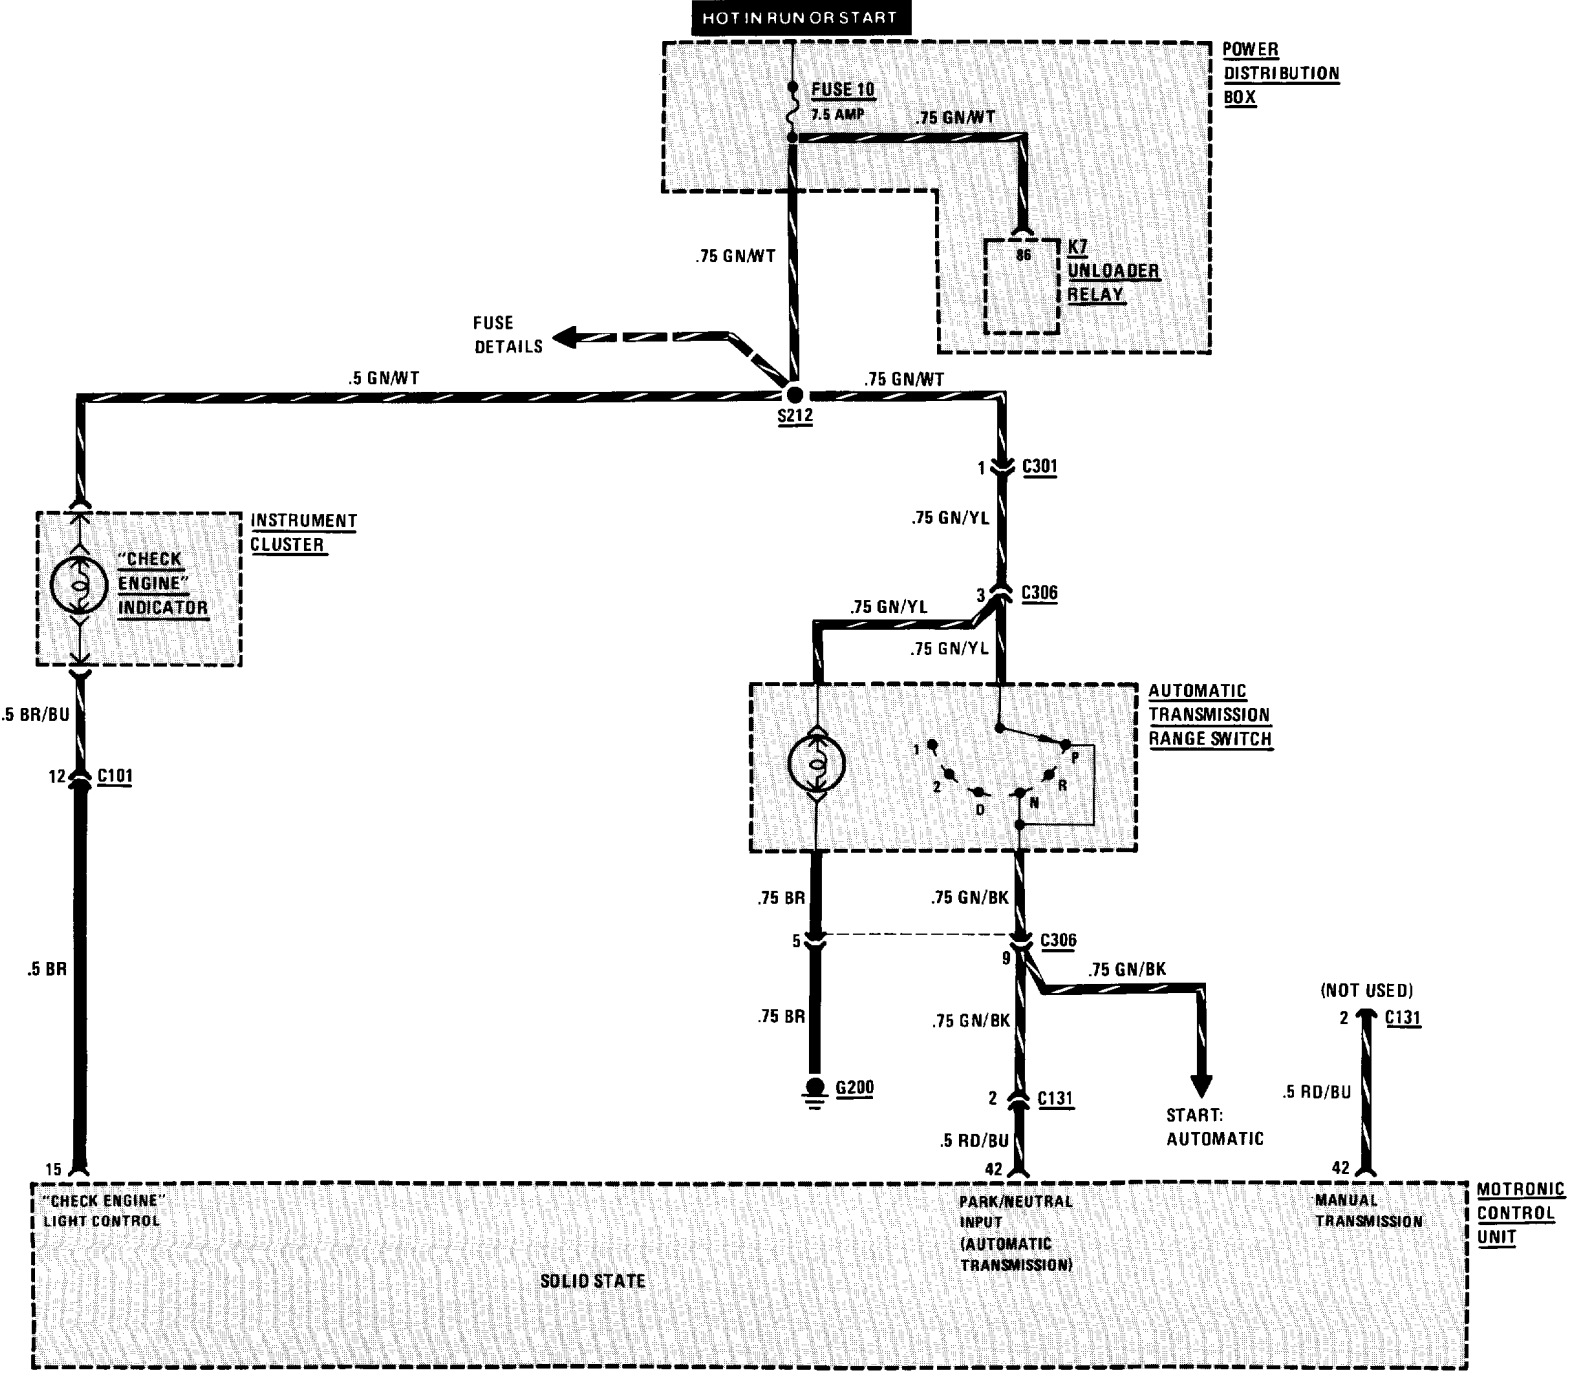 HOT IN RUN OR START
POWER
DISTRIBUTION
BOX
FUSE 10
7.5 AMP
.75 GN/WT
.75 GN/WT
86
K7
UNLOADER
RELAY
FUSE
DETAILS
.5 GN/WT
.75 GN/WT
S212
1
C301
INSTRUMENT
CLUSTER
.75 GN/YL
"CHECK
ENGINE"
INDICATOR
3
C306
.75 GN/YL
.75 GN/YL
.5 BR/BU
AUTOMATIC
TRANSMISSION
RANGE SWITCH
1
P
2
R
D
N
12
C101
.75 BR
.75 GN/BK
5
C306
9
.5 BR
.75 GN/BK
(NOT USED)
2
C131
.75 BR
.75 GN/BK
G200
2
C131
.5 RD/BU
START:
AUTOMATIC
.5 RD/BU
15
42
42
"CHECK ENGINE"
LIGHT CONTROL
PARK/NEUTRAL
INPUT
(AUTOMATIC
TRANSMISSION)
MANUAL
TRANSMISSION
MOTRONIC
CONTROL
UNIT
SOLID STATE